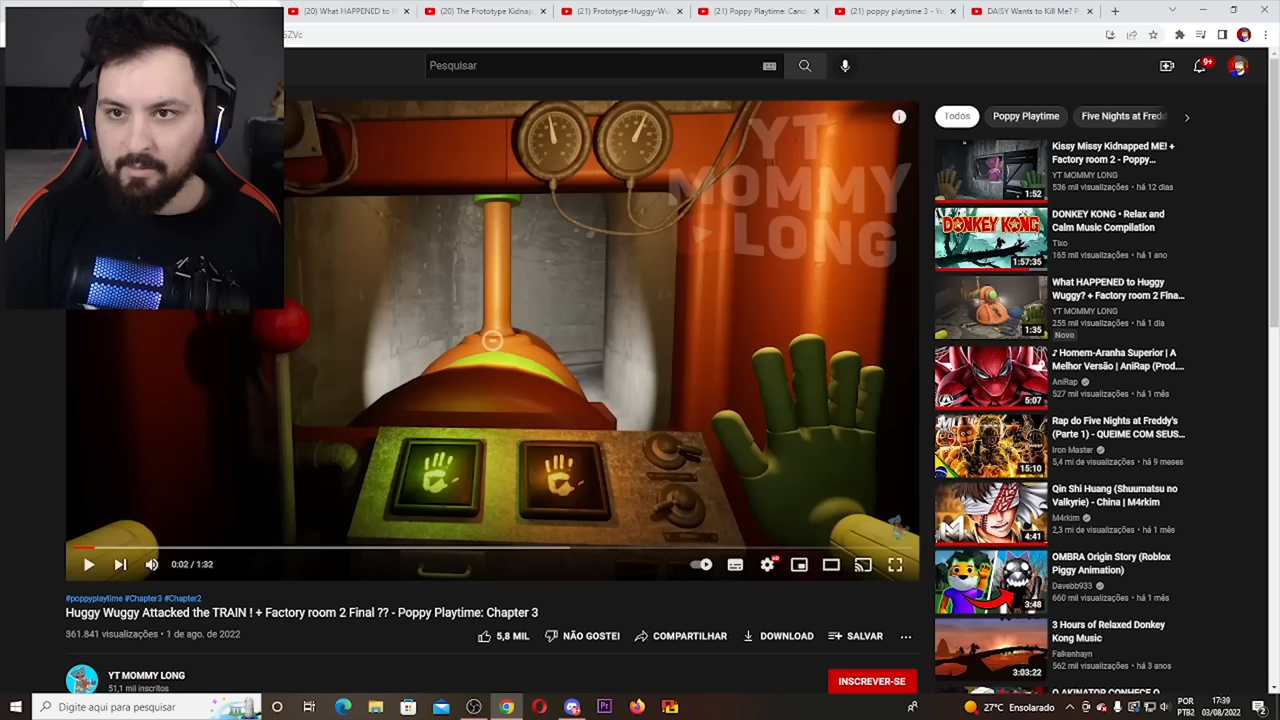 (20) What HAPPENED to H
(20) The Prototype Kidnap
(21) Prototype-Huggy-Wu
Poppy Playtime: Cand
(21) poppy playtime 3 - Yo
DAISY Wants to Kill Me? P
5ZVc
Pesquisar
9+
YT
MOMMY
LONG
0:02 / 1:32
HD
#poppyplaytime #Chapter3 #Chapter2
Huggy Wuggy Attacked the TRAIN ! + Factory room 2 Final ?? - Poppy Playtime: Chapter 3
361.841 visualizações • 1 de ago. de 2022
5,8 MIL
NÃO GOSTEI
COMPARTILHAR
DOWNLOAD
SALVAR
YT MOMMY LONG
51,1 mil inscritos
INSCREVER-SE
Todos
Poppy Playtime
Five Nights at Fredd
Kissy Missy Kidnapped ME! +
Factory room 2 - Poppy...
YT MOMMY LONG
536 mil visualizações • há 12 dias
1:52
DONKEY KONG
DONKEY KONG - Relax and
Calm Music Compilation
Tixo
165 mil visualizações • há 1 ano
1:57:35
What HAPPENED to Huggy
Wuggy? + Factory room 2 Fina...
YT MOMMY LONG
255 mil visualizações • há 1 dia
Novo
1:35
♪ Homem-Aranha Superior | A
Melhor Versão | AniRap (Prod....
AniRap
527 mil visualizações • há 1 mês
5:07
Rap do Five Nights at Freddy's
(Parte 1) - QUEIME COM SEUS...
Iron Master
5,4 mi de visualizações • há 9 meses
15:10
Qin Shi Huang (Shuumatsu no
Valkyrie) - China | M4rkim
M4rkim
2,3 mi de visualizações • há 1 mês
4:41
OMBRA Origin Story (Roblox
Piggy Animation)
Davebb933
660 mil visualizações • há 1 mês
3:48
3 Hours of Relaxed Donkey
Kong Music
Falkenhayn
562 mil visualizações • há 3 anos
3:03:22
O AKINATOR CONHECE O
Digite aqui para pesquisar
27°C Ensolarado
POR
PTB2
17:39
03/08/2022
2